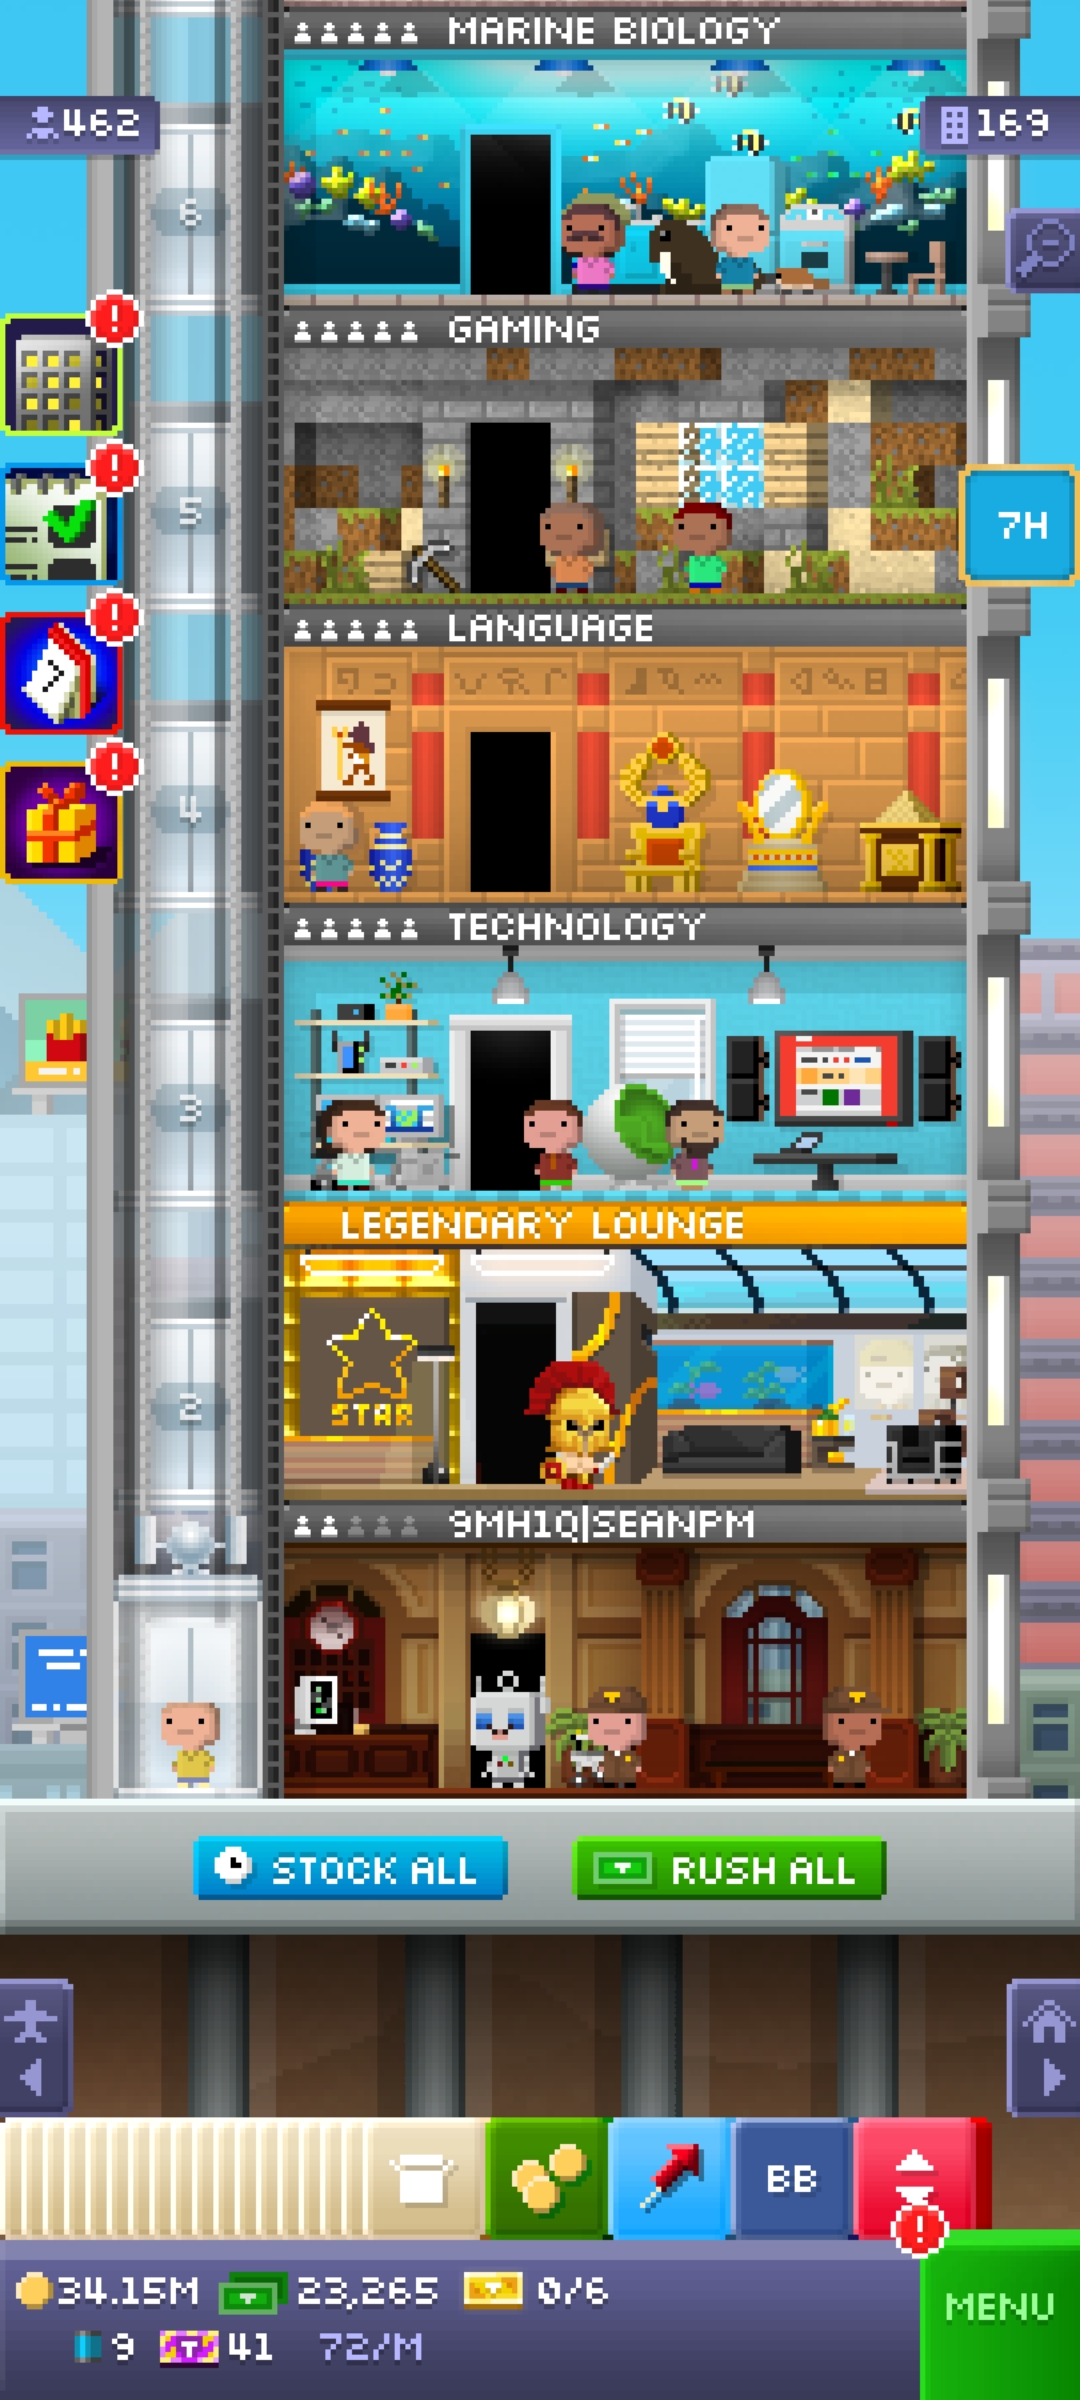 MARINE BIOLOGY
462
169
6
GAMING
5
7H
LANGUAGE
7
4
TECHNOLOGY
3
LEGENDARY LOUNGE
STAR
2
9MH1Q|SEANPM
STOCK ALL
RUSH ALL
BB
34.15M
23,265
0/6
MENU
9
41
72/M